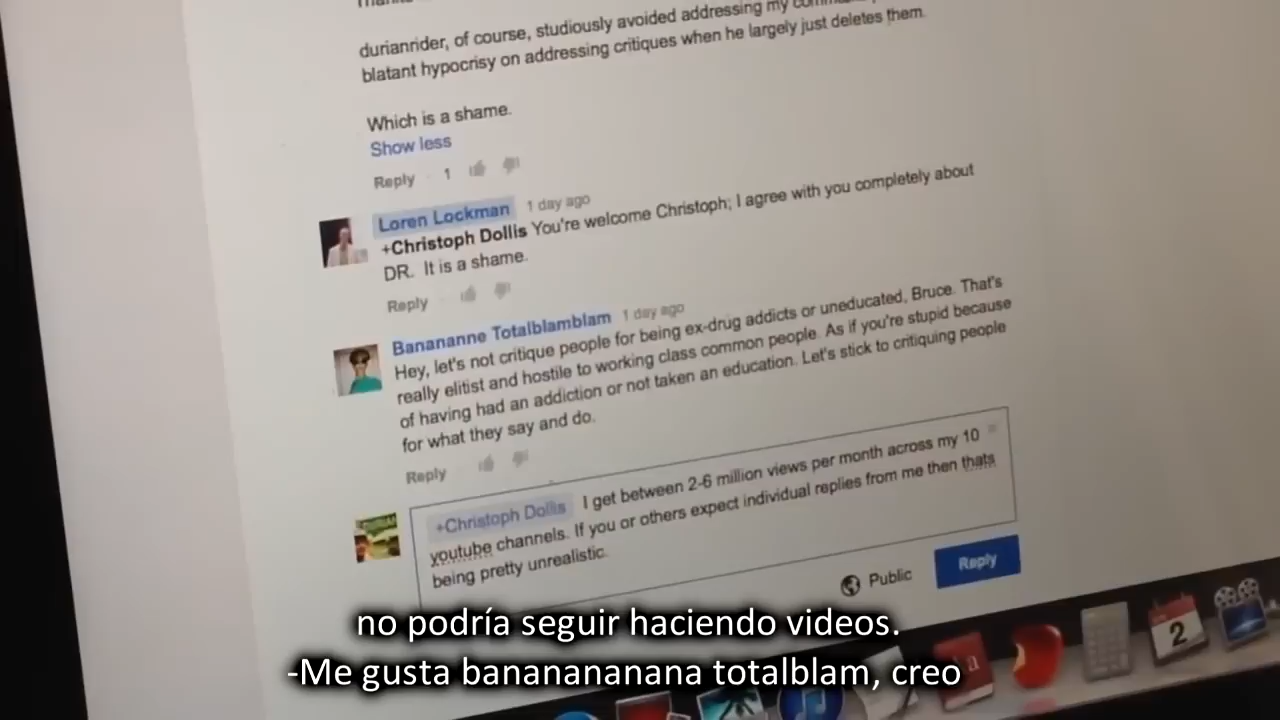 durianrider, of course, studiously avoided addressing my
blatant hypocrisy on addressing critiques when he largely just deletes them.
Which is a shame.
Show less
Reply · 1
Loren Lockman 1 day ago
+Christoph Dollis You're welcome Christoph; I agree with you completely about
DR. It is a shame.
Reply
Banananne Totalblamblam 1 day ago
Hey, let's not critique people for being ex-drug addicts or uneducated, Bruce. That's
really elitist and hostile to working class common people. As if you're stupid because
of having had an addiction or not taken an education. Let's stick to critiquing people
for what they say and do.
Reply
+Christoph Dollis I get between 2-6 million views per month across my 10
youtube channels. If you or others expect individual replies from me then thats
being pretty unrealistic.
Public Reply
no podría seguir haciendo videos.
-Me gusta banananananana totalblam, creo
2